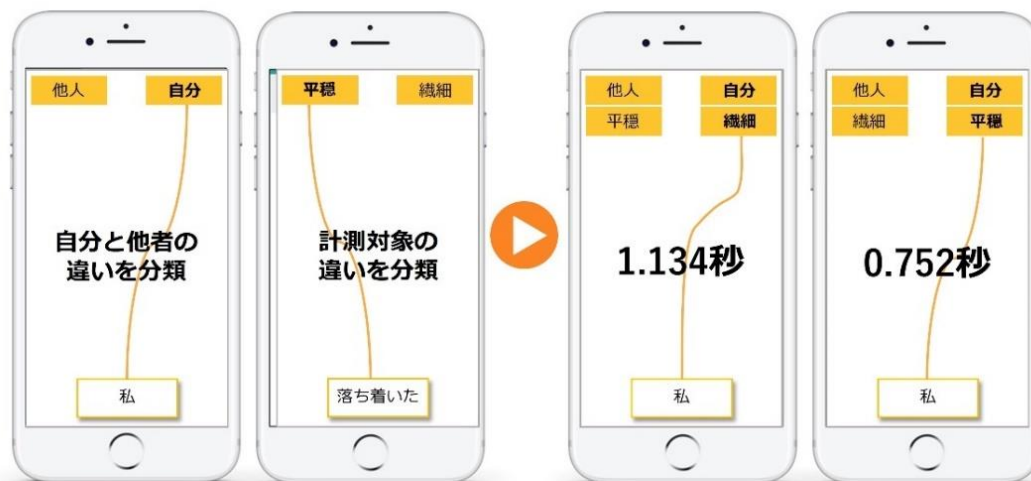 他人
自分
自分と他者の
違いを分類
私
平穏
繊細
計測対象の
違いを分類
落ち着いた
他人
自分
平穏
繊細
1.134秒
私
他人
自分
繊細
平穏
0.752秒
私